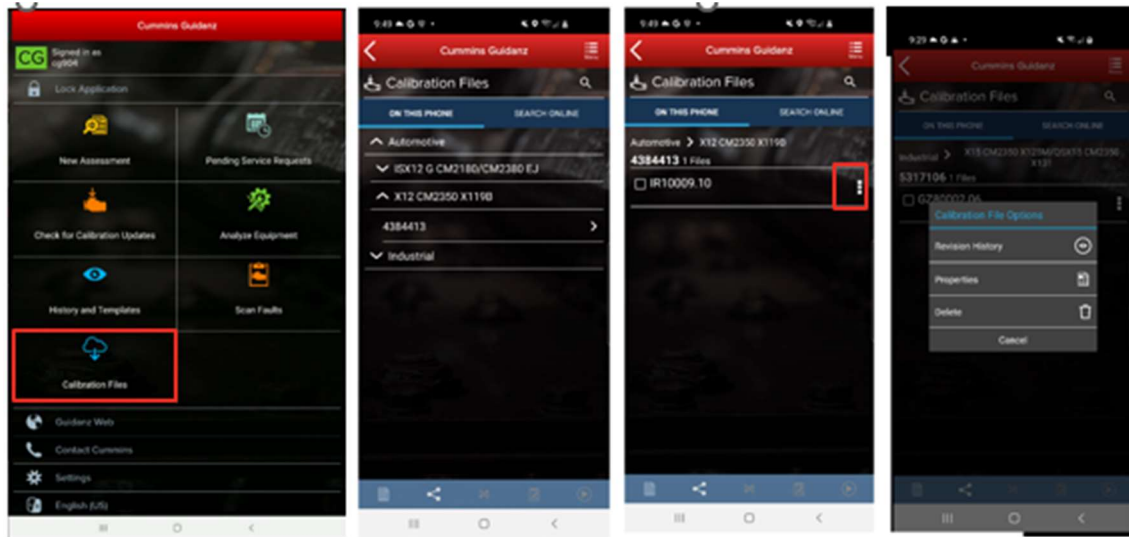 Cummins Guidanz
CG
Signed in as
cg904
Lock Application
New Assessment
Pending Service Requests
Check for Calibration Updates
Analyze Equipment
History and Templates
Scan Faults
Calibration Files
Guidanz Web
Contact Cummins
Settings
English (US)
9:49
Cummins Guidanz
Menu
Calibration Files
ON THIS PHONE
SEARCH ONLINE
Automotive
ISX12 G CM2180/CM2380 EJ
X12 CM2350 X119B
4384413
Industrial
9:49
Cummins Guidanz
Menu
Calibration Files
ON THIS PHONE
SEARCH ONLINE
Automotive > X12 CM2350 X119B
4384413 1 Files
IR10009.10
9:29
Cummins Guidanz
Calibration Files
ON THIS PHONE
SEARCH ONLINE
Industrial > X15 CM2350
X131
5317106 1 Files
GZ80002.06
Calibration File Options
Revision History
Properties
Delete
Cancel